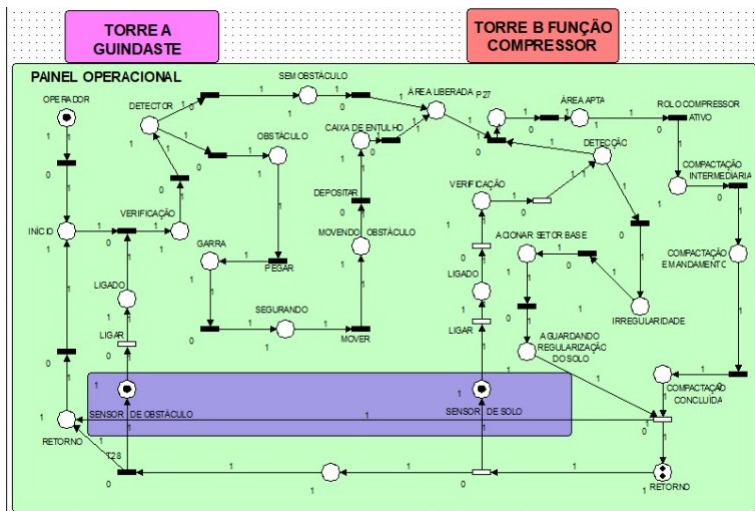 TORRE A
GUINDASTE
TORRE B FUNÇÃO
COMPRESSOR
PAINEL OPERACIONAL
OPERADOR
DETECTOR
SEM OBSTÁCULO
ÁREA LIBERADA P27
ÁREA APTA
ROLO COMPRESSOR
ATIVO
OBSTÁCULO
CAIXA DE ENTULHO
DETECÇÃO
COMPACTAÇÃO
INTERMEDIARIA
VERIFICAÇÃO
DEPOSITAR
INÍCIO
VERIFICAÇÃO
MOVENDO OBSTÁCULO
ACIONAR SETOR BASE
GARRA
PEGAR
LIGADO
COMPACTAÇÃO
EM ANDAMENTO
LIGADO
SEGURANDO
IRREGULARIDADE
LIGAR
MOVER
LIGAR
AGUARDANDO
REGULARIZAÇÃO
DO SOLO
COMPACTAÇÃO
CONCLUÍDA
SENSOR DE OBSTÁCULO
SENSOR DE SOLO
RETORNO
T28
RETORNO